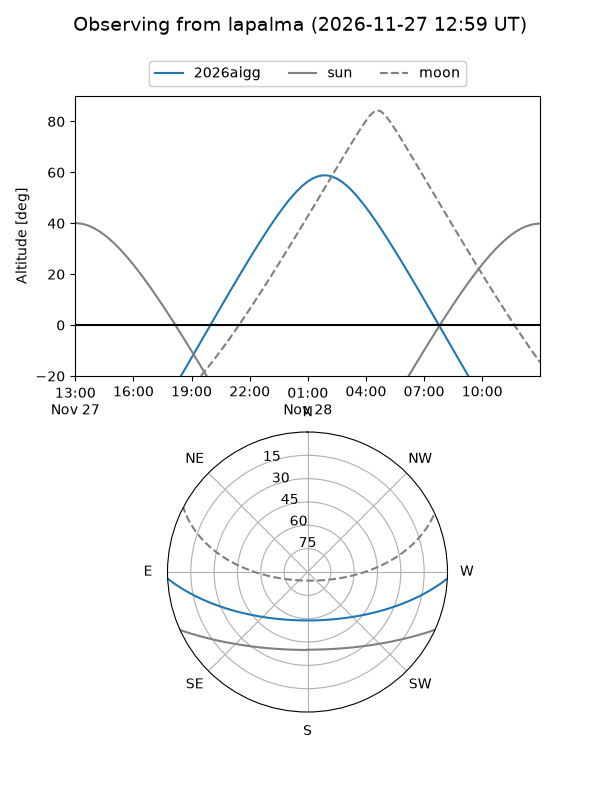 Observing from lapalma (2026-11-27 12:59 UT)
2026aigg sun moon
Altitude [deg]
80
60
40
20
0
−20
13:00 16:00 19:00 22:00 01:00 04:00 07:00 10:00
Nov 27 Nov 28
N
NE NW
15
30
45
60
75
E W
SE SW
S